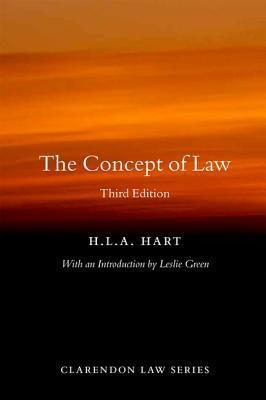 The Concept of Law
Third Edition
H.L.A. HART
With an Introduction by Leslie Green
CLARENDON LAW SERIES